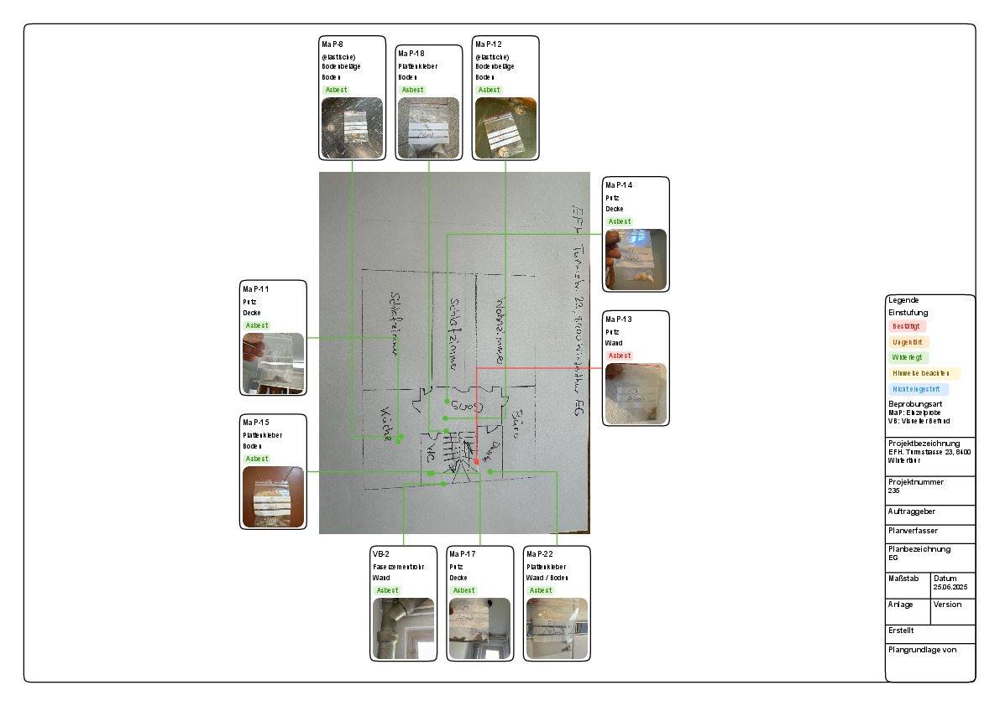 MaP-8
(elastische)
Bodenbeläge
Boden
Asbest
MaP-18
Plattenkleber
Boden
Asbest
MaP-12
(elastische)
Bodenbeläge
Boden
Asbest
MaP-14
Putz
Decke
Asbest
MaP-11
Putz
Decke
Asbest
MaP-13
Putz
Wand
Asbest
MaP-15
Plattenkleber
Boden
Asbest
EFH. Turmstr. 23, 8400 Winterthur EG
Schlafzimmer
Schlafzimmer
Wohnzimmer
Küche
WC
Büro
VB-2
Faserzementrohr
Wand
Asbest
MaP-17
Putz
Decke
Asbest
MaP-22
Plattenkleber
Wand / Boden
Asbest
Legende
Einstufung
Bestätigt
Ungeklärt
Widerlegt
Hinweise beachten
Nicht eingestuft
Beprobungsart
MaP: Einzelprobe
VB: Visueller Befund
Projektbezeichnung
EFH. Turmstrasse 23, 8400
Winterthur
Projektnummer
235
Auftraggeber
Planverfasser
Planbezeichnung
EG
Maßstab
Datum
25.06.2025
Anlage
Version
Erstellt
Plangrundlage von